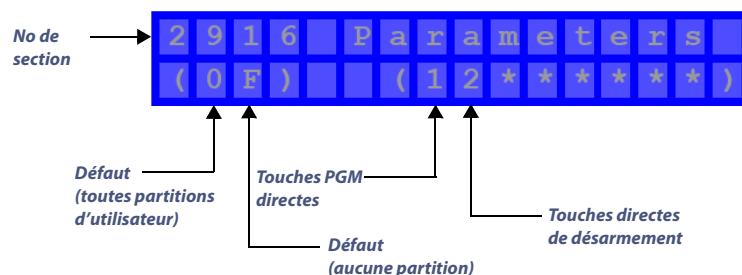 No de
section
2916 Parameters
(0F)  (12******)
Défaut
(toutes partitions
d'utilisateur)
Touches PGM
directes
Touches directes
de désarmement
Défaut
(aucune partition)